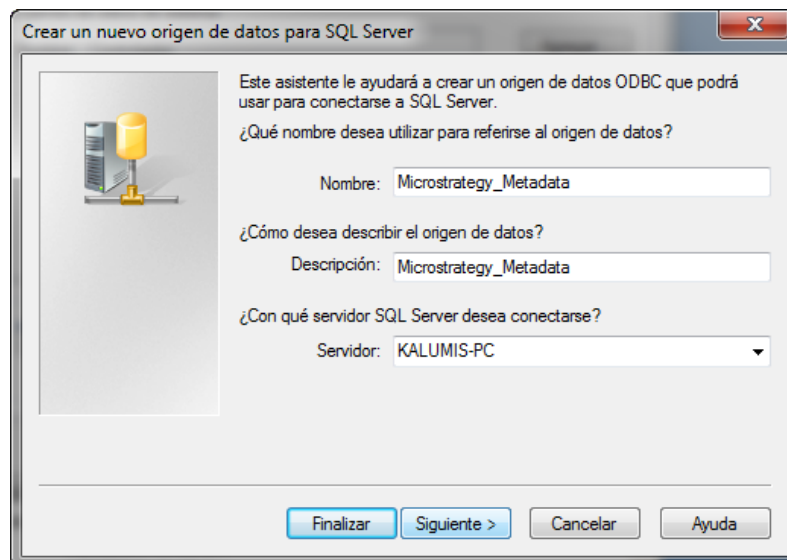 Crear un nuevo origen de datos para SQL Server
Este asistente le ayudará a crear un origen de datos ODBC que podrá
usar para conectarse a SQL Server.
¿Qué nombre desea utilizar para referirse al origen de datos?
Nombre: Microstrategy_Metadata
¿Cómo desea describir el origen de datos?
Descripción: Microstrategy_Metadata
¿Con qué servidor SQL Server desea conectarse?
Servidor: KALUMIS-PC
Finalizar Siguiente > Cancelar Ayuda